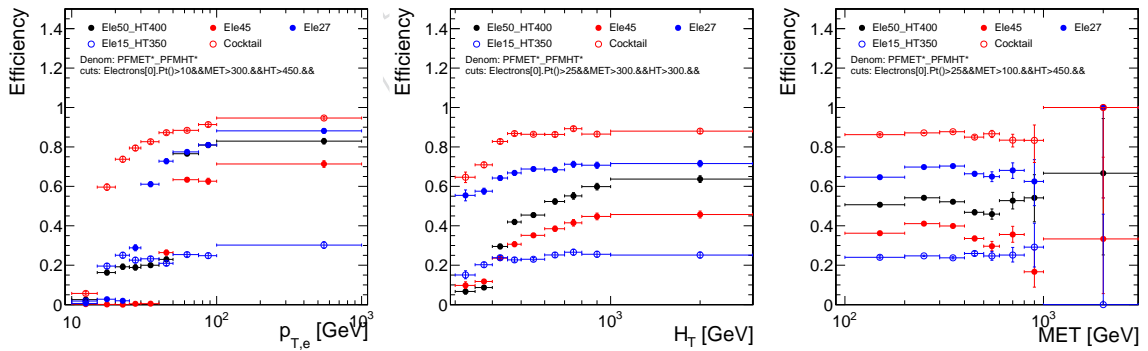 Efficiency
1.4
1.2
1
0.8
0.6
0.4
0.2
0
Ele50_HT400 Ele45 Ele27
Ele15_HT350 Cocktail
Denom: PFMET*_PFMHT*
cuts: Electrons[0].Pt()>10&&MET>300.&&HT>450.&&
10 10² 10³
p_T,e [GeV]
Efficiency
1.4
1.2
1
0.8
0.6
0.4
0.2
0
Ele50_HT400 Ele45 Ele27
Ele15_HT350 Cocktail
Denom: PFMET*_PFMHT*
cuts: Electrons[0].Pt()>25&&MET>300.&&HT>300.&&
10³
H_T [GeV]
Efficiency
1.4
1.2
1
0.8
0.6
0.4
0.2
0
Ele50_HT400 Ele45 Ele27
Ele15_HT350 Cocktail
Denom: PFMET*_PFMHT*
cuts: Electrons[0].Pt()>25&&MET>100.&&HT>450.&&
10² 10³
MET [GeV]